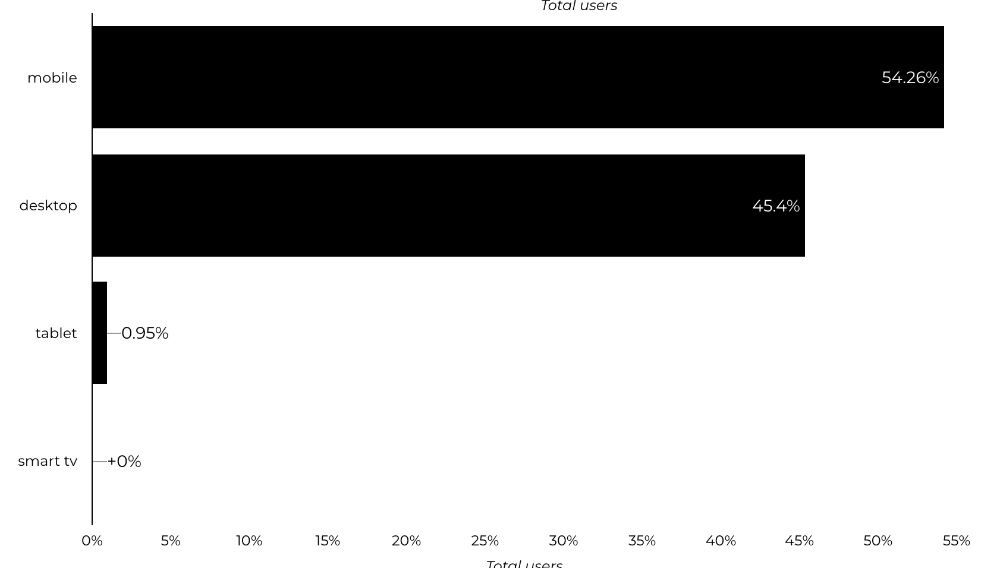 Total users
mobile 54.26%
desktop 45.4%
tablet 0.95%
smart tv +0%
0% 5% 10% 15% 20% 25% 30% 35% 40% 45% 50% 55%
Total users